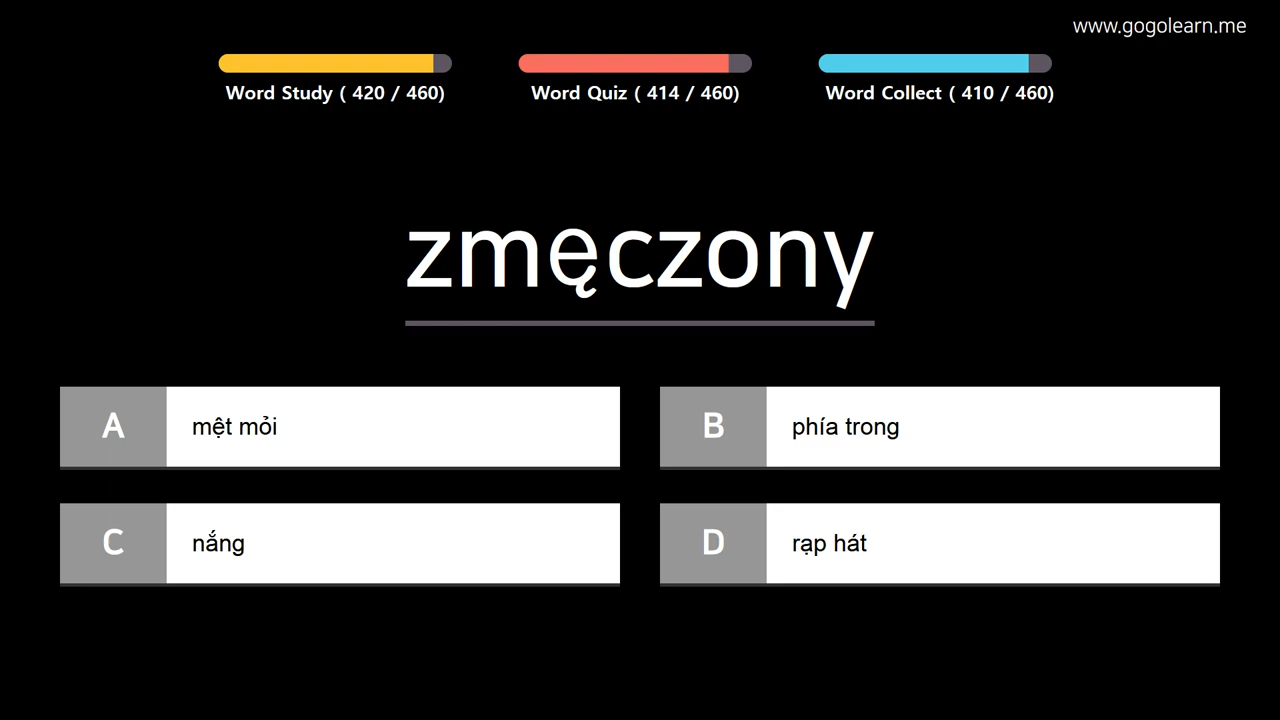 www.gogolearn.me
Word Study ( 420 / 460)
Word Quiz ( 414 / 460)
Word Collect ( 410 / 460)
zmęczony
A
mệt mỏi
B
phía trong
C
nắng
D
rạp hát